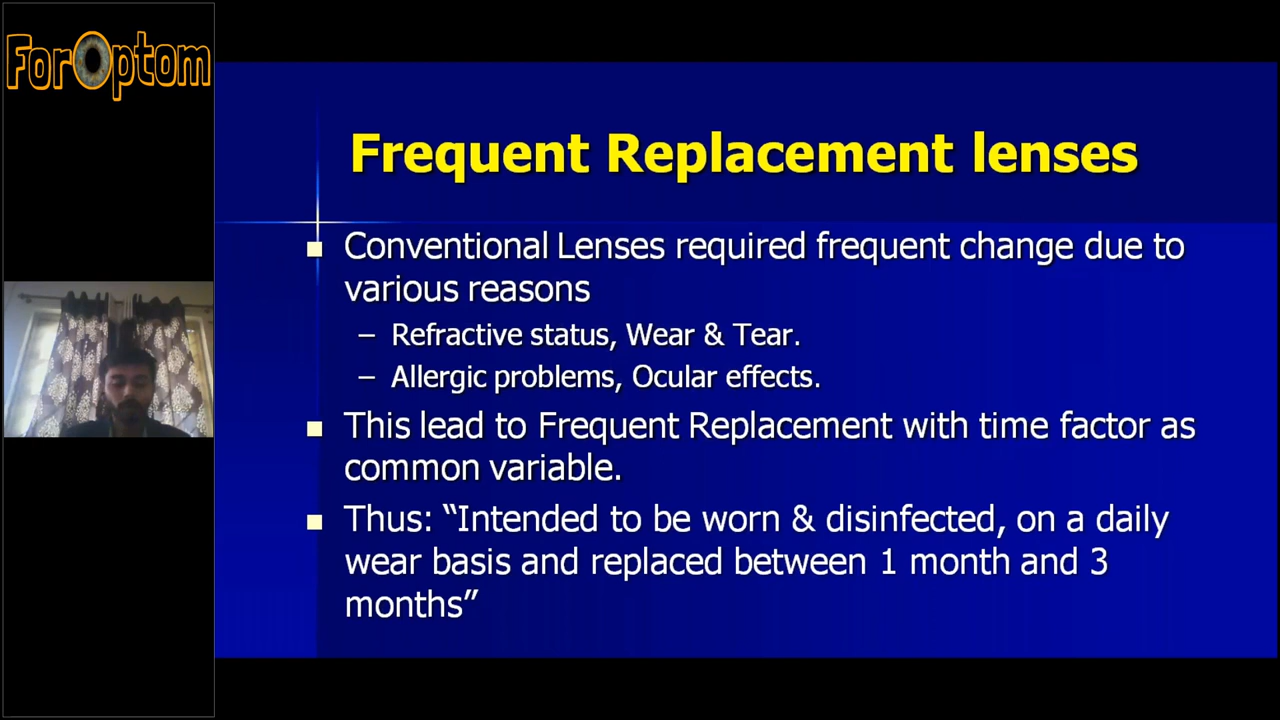 ForOptom
Frequent Replacement lenses
Conventional Lenses required frequent change due to
various reasons
– Refractive status, Wear & Tear.
– Allergic problems, Ocular effects.
This lead to Frequent Replacement with time factor as
common variable.
Thus: “Intended to be worn & disinfected, on a daily
wear basis and replaced between 1 month and 3
months”